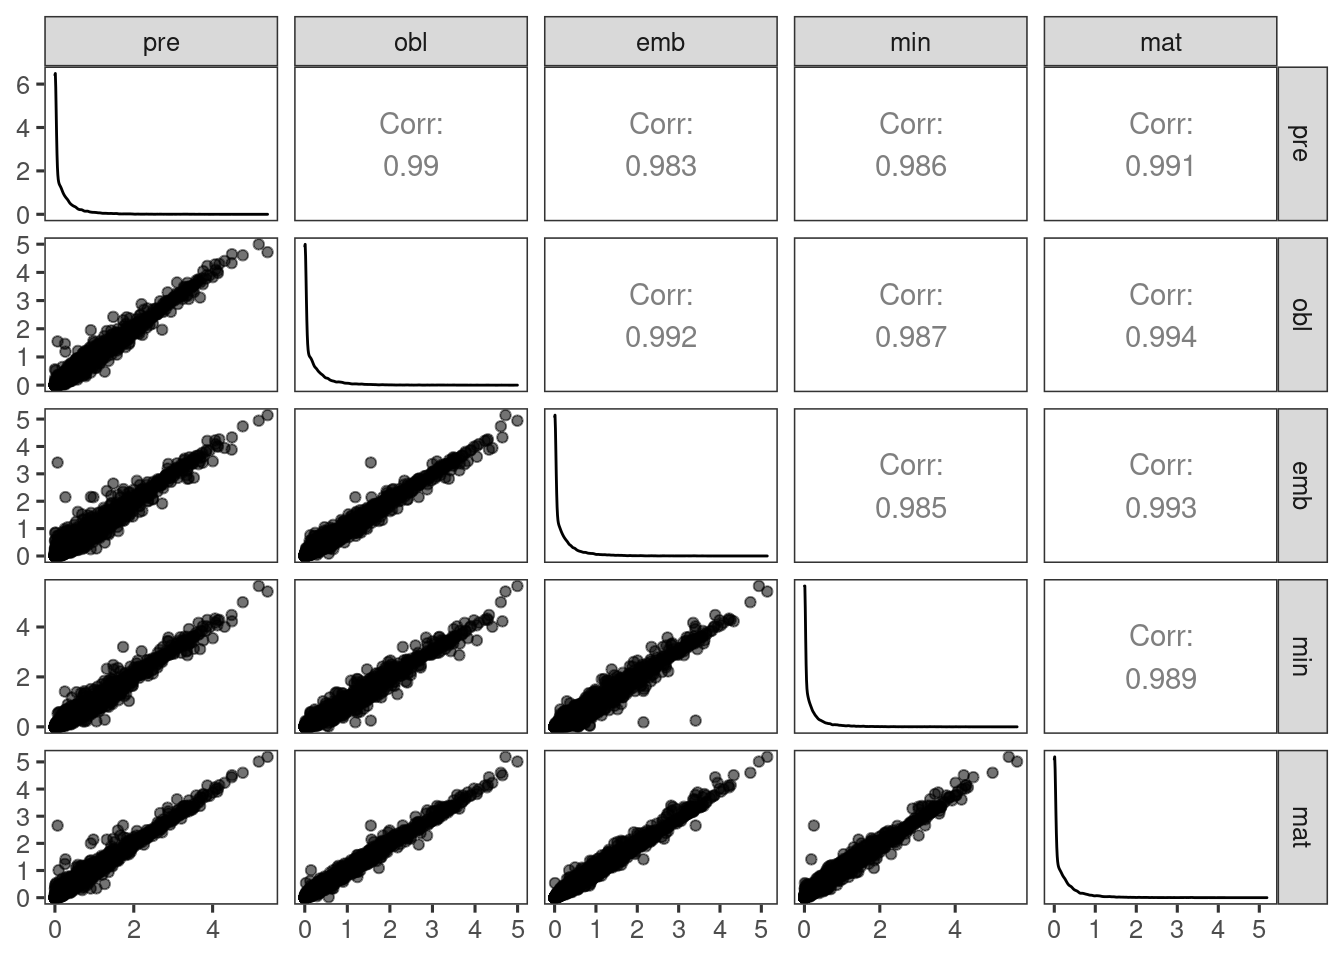 pre obl emb min mat
6
4
2
0
Corr:
0.99
Corr:
0.983
Corr:
0.986
Corr:
0.991
pre
5
4
3
2
1
0
Corr:
0.992
Corr:
0.987
Corr:
0.994
obl
5
4
3
2
1
0
Corr:
0.985
Corr:
0.993
emb
4
2
0
Corr:
0.989
min
5
4
3
2
1
0
mat
0 2 4 0 1 2 3 4 5 0 1 2 3 4 5 0 2 4 0 1 2 3 4 5